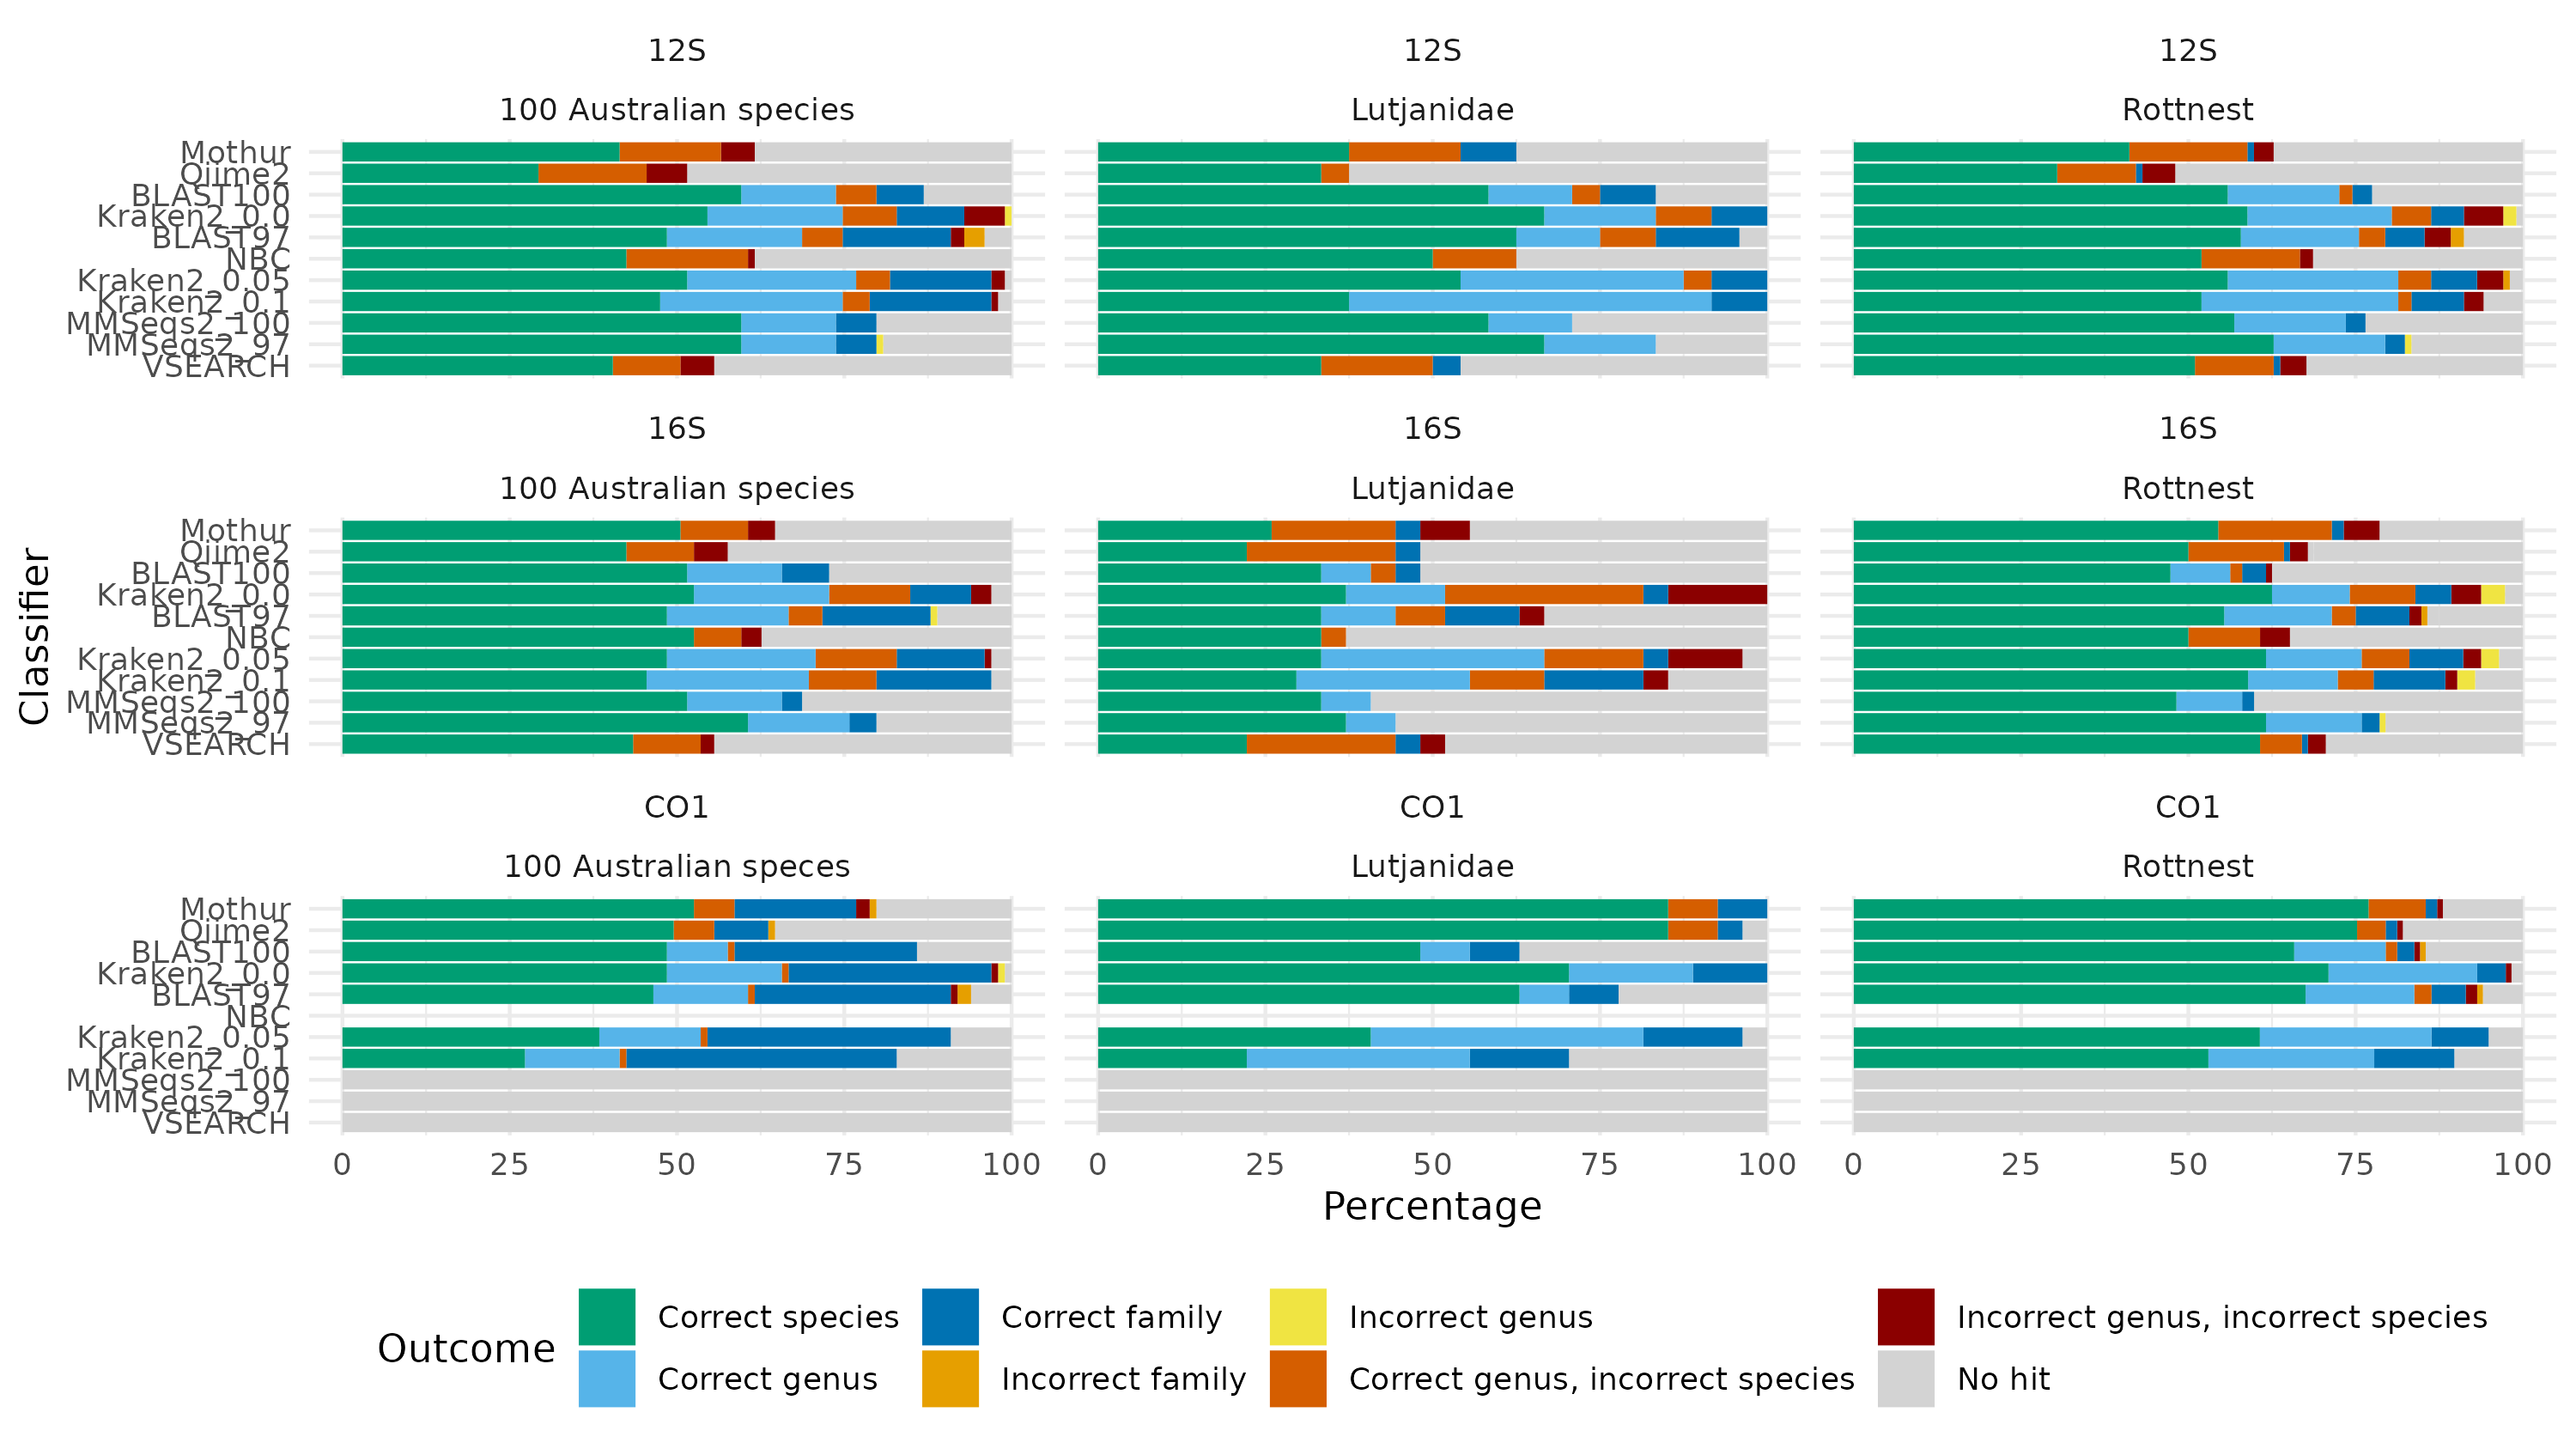 12S 12S 12S
100 Australian species Lutjanidae Rottnest
Mothur
Qiime2
BLAST100
Kraken2_0.0
BLAST97
NBC
Kraken2_0.05
Kraken2_0.1
MMSeqs2_100
MMSeqs2_97
VSEARCH
16S 16S 16S
100 Australian species Lutjanidae Rottnest
Mothur
Qiime2
BLAST100
Kraken2_0.0
BLAST97
NBC
Kraken2_0.05
Kraken2_0.1
MMSeqs2_100
MMSeqs2_97
VSEARCH
Classifier
CO1 CO1 CO1
100 Australian speces Lutjanidae Rottnest
Mothur
Qiime2
BLAST100
Kraken2_0.0
BLAST97
NBC
Kraken2_0.05
Kraken2_0.1
MMSeqs2_100
MMSeqs2_97
VSEARCH
0 25 50 75 100 0 25 50 75 100 0 25 50 75 100
Percentage
Outcome
Correct species Correct family Incorrect genus Incorrect genus, incorrect species
Correct genus Incorrect family Correct genus, incorrect species No hit